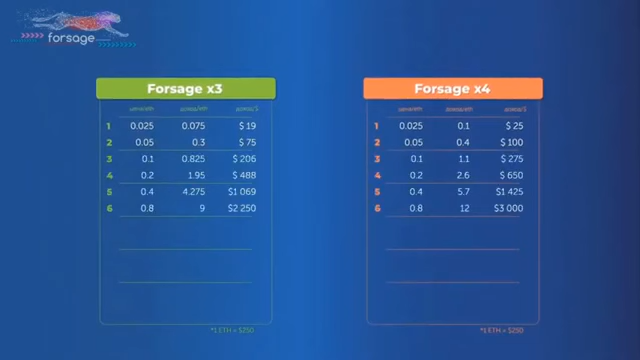 forsage
Forsage x3
1 0.025 0.075 $ 19
2 0.05 0.3 $ 75
3 0.1 0.825 $ 206
4 0.2 1.95 $ 488
5 0.4 4.275 $1 069
6 0.8 9 $2 250
*1 ETH = $250
Forsage x4
1 0.025 0.1 $ 25
2 0.05 0.4 $ 100
3 0.1 1.1 $ 275
4 0.2 2.6 $ 650
5 0.4 5.7 $1 425
6 0.8 12 $3 000
*1 ETH = $250